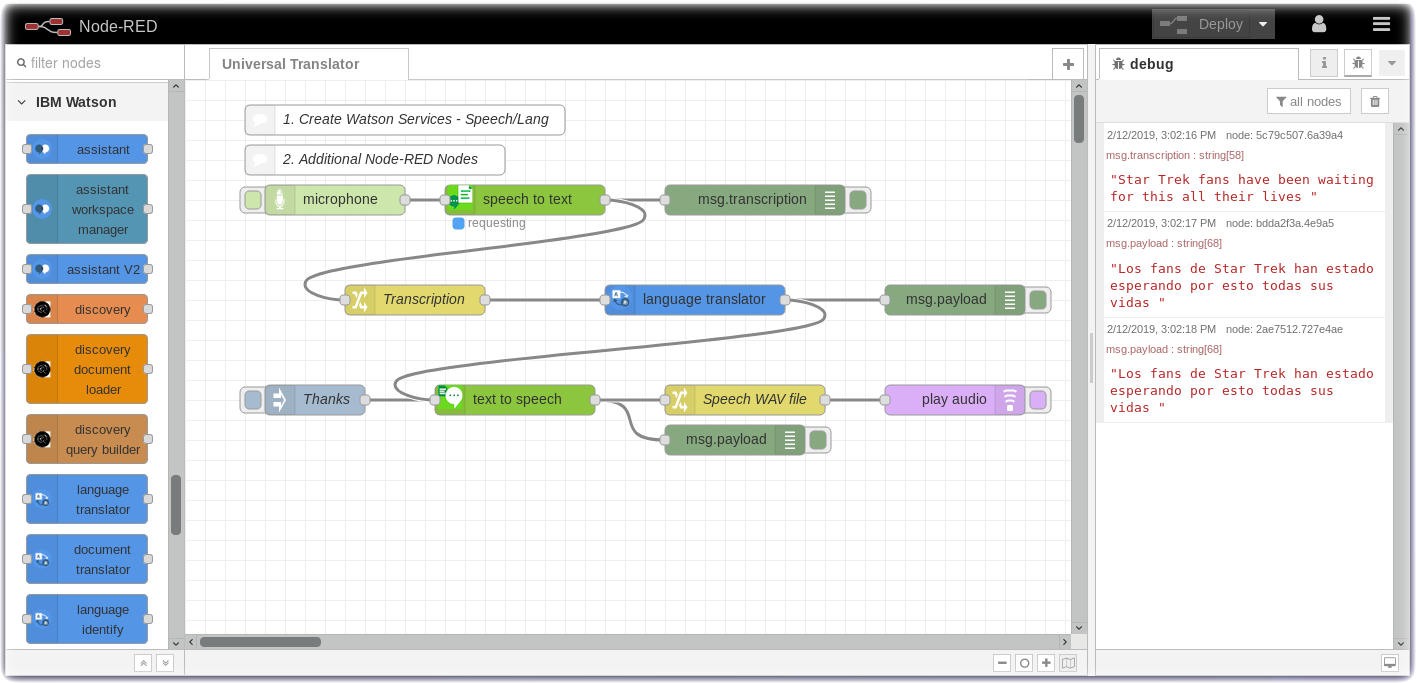 Node-RED
Deploy
filter nodes
IBM Watson
assistant
assistant
workspace
manager
assistant V2
discovery
discovery
document
loader
discovery
query builder
language
translator
document
translator
language
identify
Universal Translator
1. Create Watson Services - Speech/Lang
2. Additional Node-RED Nodes
microphone
speech to text
requesting
msg.transcription
Transcription
language translator
msg.payload
Thanks
text to speech
Speech WAV file
play audio
msg.payload
debug
all nodes
2/12/2019, 3:02:16 PM node: 5c79c507.6a39a4
msg.transcription : string[58]
"Star Trek fans have been waiting
for this all their lives "
2/12/2019, 3:02:17 PM node: bdda2f3a.4e9a5
msg.payload : string[68]
"Los fans de Star Trek han estado
esperando por esto todas sus
vidas "
2/12/2019, 3:02:18 PM node: 2ae7512.727e4ae
msg.payload : string[68]
"Los fans de Star Trek han estado
esperando por esto todas sus
vidas "